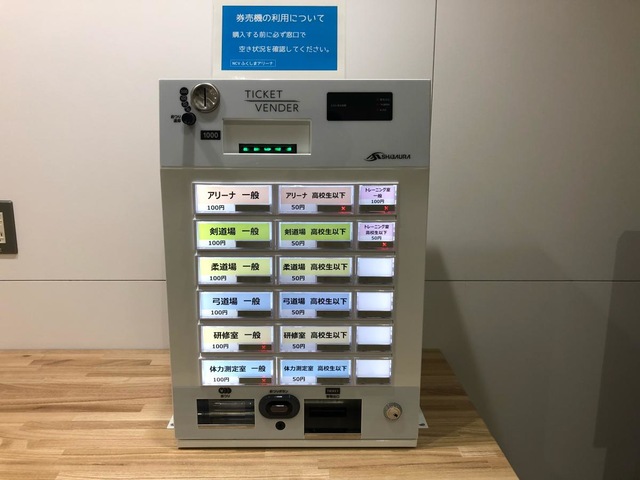 券売機の利用について
購入する前に必ず窓口で
空き状況を確認してください。
NCVふくしまアリーナ
TICKET
VENDER
1000
SHIBAURA
アリーナ 一般
100円
アリーナ 高校生以下
50円
トレーニング室
一般
100円
剣道場 一般
100円
剣道場 高校生以下
50円
トレーニング室
高校生以下
50円
柔道場 一般
100円
柔道場 高校生以下
50円
弓道場 一般
100円
弓道場 高校生以下
50円
研修室 一般
100円
研修室 高校生以下
50円
体力測定室 一般
100円
体力測定室 高校生以下
50円